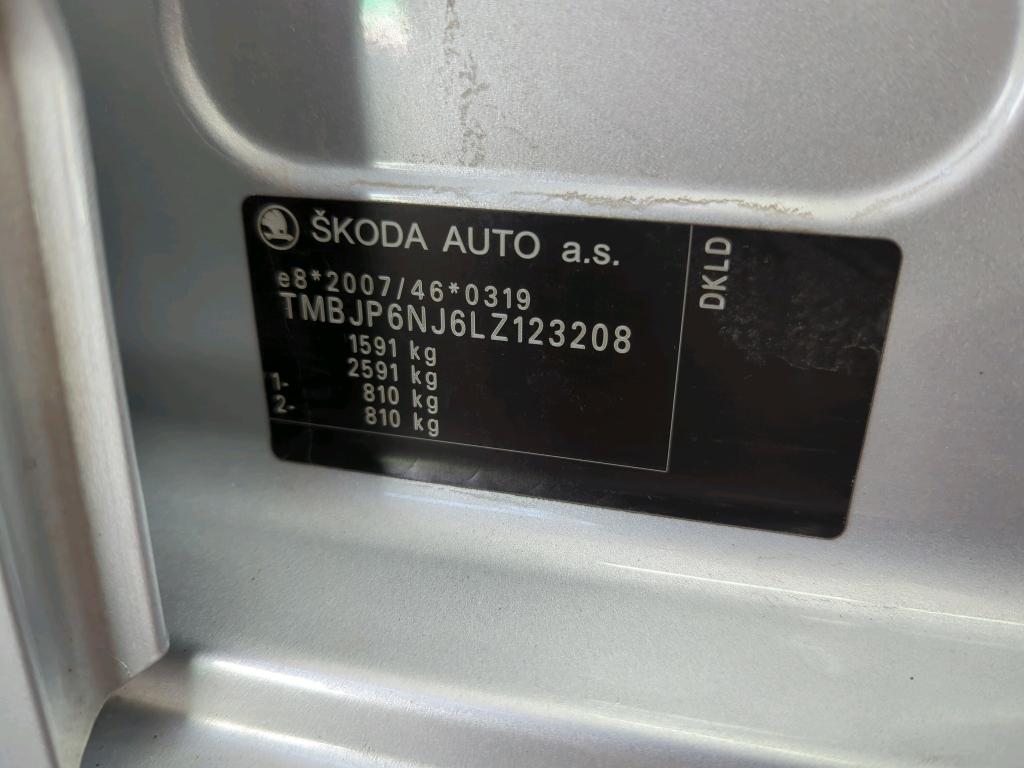 ŠKODA AUTO a.s.
e8*2007/46*0319
TMBJP6NJ6LZ123208
1591 kg
2591 kg
1- 810 kg
2- 810 kg
DKLD